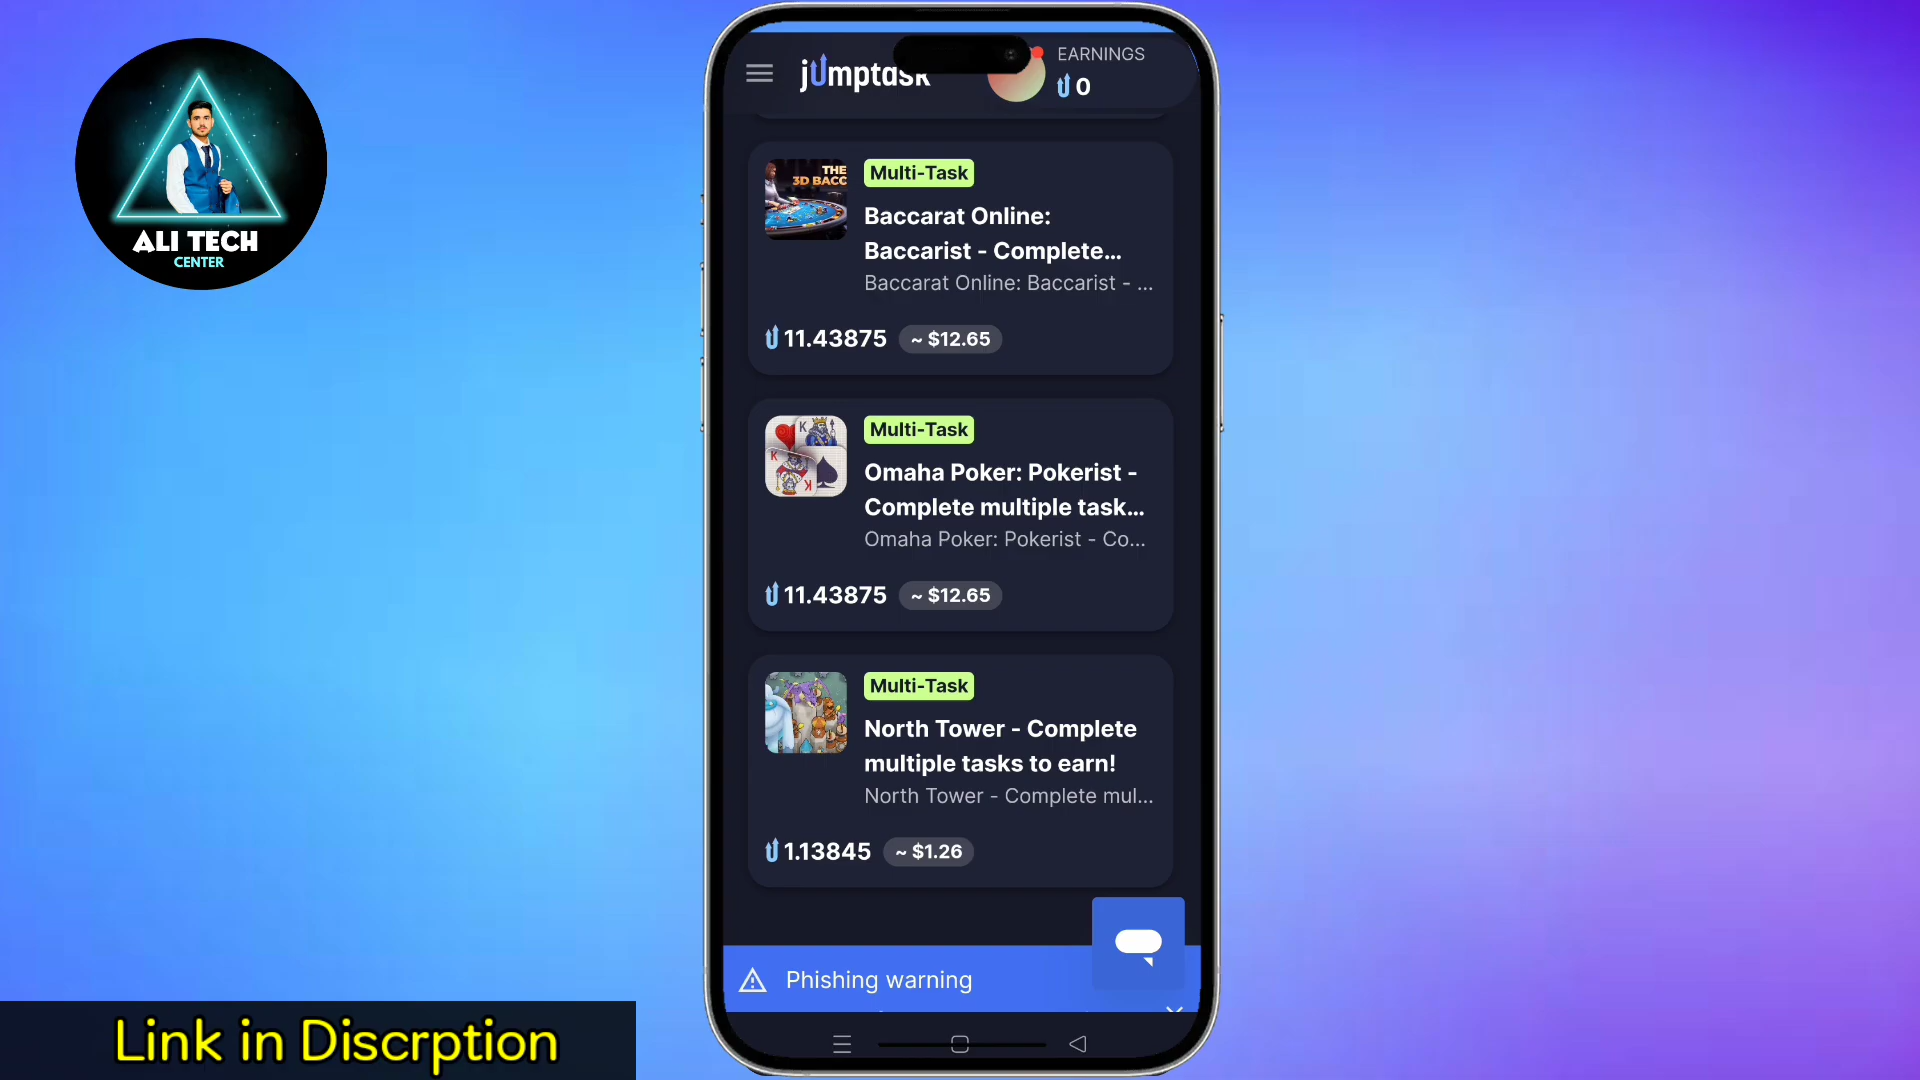 ALI TECH
CENTER
jumptask
EARNINGS
0
THE
3D BACC
Multi-Task
Baccarat Online:
Baccarist - Complete...
Baccarat Online: Baccarist - ...
11.43875 ~ $12.65
K
K
K
Multi-Task
Omaha Poker: Pokerist -
Complete multiple task...
Omaha Poker: Pokerist - Co...
11.43875 ~ $12.65
Multi-Task
North Tower - Complete
multiple tasks to earn!
North Tower - Complete mul...
1.13845 ~ $1.26
Phishing warning
Link in Discrption